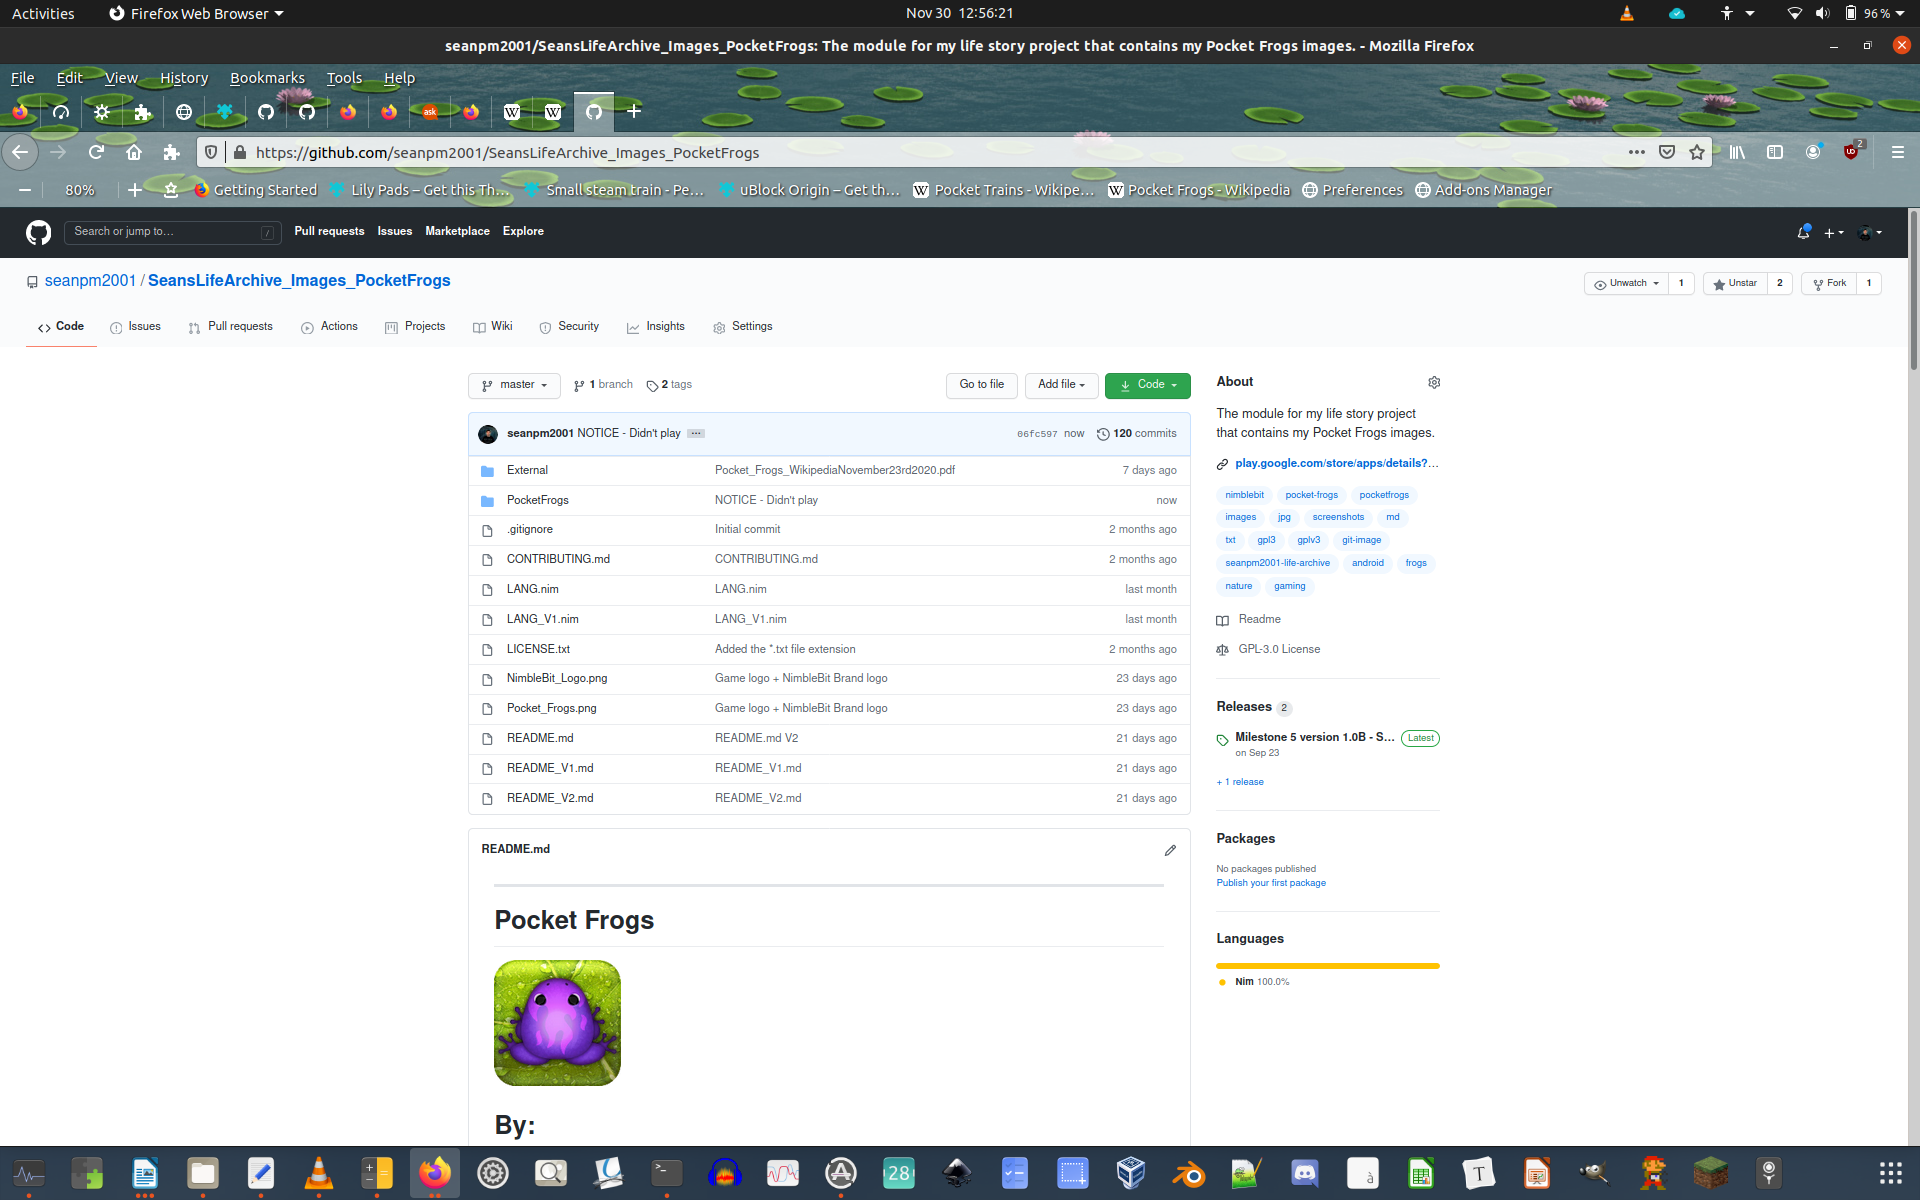 Activities
Firefox Web Browser
Nov 30 12:56:21
96 %
seanpm2001/SeansLifeArchive_Images_PocketFrogs: The module for my life story project that contains my Pocket Frogs images. - Mozilla Firefox
File Edit View History Bookmarks Tools Help
https://github.com/seanpm2001/SeansLifeArchive_Images_PocketFrogs
2
80%
Getting Started
Lily Pads – Get this Th…
Small steam train - Pe…
uBlock Origin – Get th…
Pocket Trains - Wikipe…
Pocket Frogs - Wikipedia
Preferences
Add-ons Manager
Search or jump to…
/
Pull requests Issues Marketplace Explore
seanpm2001 / SeansLifeArchive_Images_PocketFrogs
Unwatch 1
Unstar 2
Fork 1
Code Issues Pull requests Actions Projects Wiki Security Insights Settings
master
1 branch
2 tags
Go to file
Add file
Code
seanpm2001 NOTICE - Didn't play
06fc597 now
120 commits
External Pocket_Frogs_WikipediaNovember23rd2020.pdf 7 days ago
PocketFrogs NOTICE - Didn't play now
.gitignore Initial commit 2 months ago
CONTRIBUTING.md CONTRIBUTING.md 2 months ago
LANG.nim LANG.nim last month
LANG_V1.nim LANG_V1.nim last month
LICENSE.txt Added the *.txt file extension 2 months ago
NimbleBit_Logo.png Game logo + NimbleBit Brand logo 23 days ago
Pocket_Frogs.png Game logo + NimbleBit Brand logo 23 days ago
README.md README.md V2 21 days ago
README_V1.md README_V1.md 21 days ago
README_V2.md README_V2.md 21 days ago
README.md
Pocket Frogs
By:
About
The module for my life story project
that contains my Pocket Frogs images.
play.google.com/store/apps/details?…
nimblebit pocket-frogs pocketfrogs
images jpg screenshots md
txt gpl3 gplv3 git-image
seanpm2001-life-archive android frogs
nature gaming
Readme
GPL-3.0 License
Releases 2
Milestone 5 version 1.0B - S… Latest
on Sep 23
+ 1 release
Packages
No packages published
Publish your first package
Languages
Nim 100.0%
28